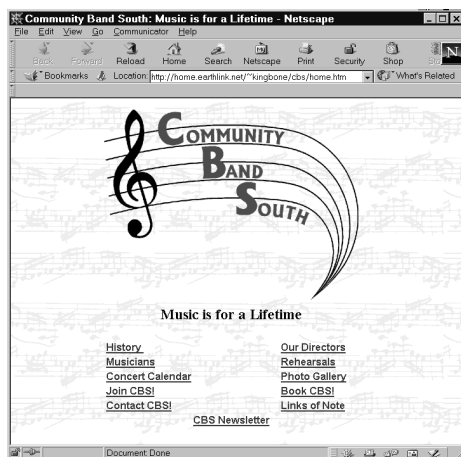 Community Band South: Music is for a Lifetime - Netscape
File Edit View Go Communicator Help
Back Forward Reload Home Search Netscape Print Security Shop Stop N
Bookmarks Location: http://home.earthlink.net/~kingbone/cbs/home.htm What's Related
COMMUNITY
BAND
SOUTH
Music is for a Lifetime
History Our Directors
Musicians Rehearsals
Concert Calendar Photo Gallery
Join CBS! Book CBS!
Contact CBS! Links of Note
CBS Newsletter
Document: Done